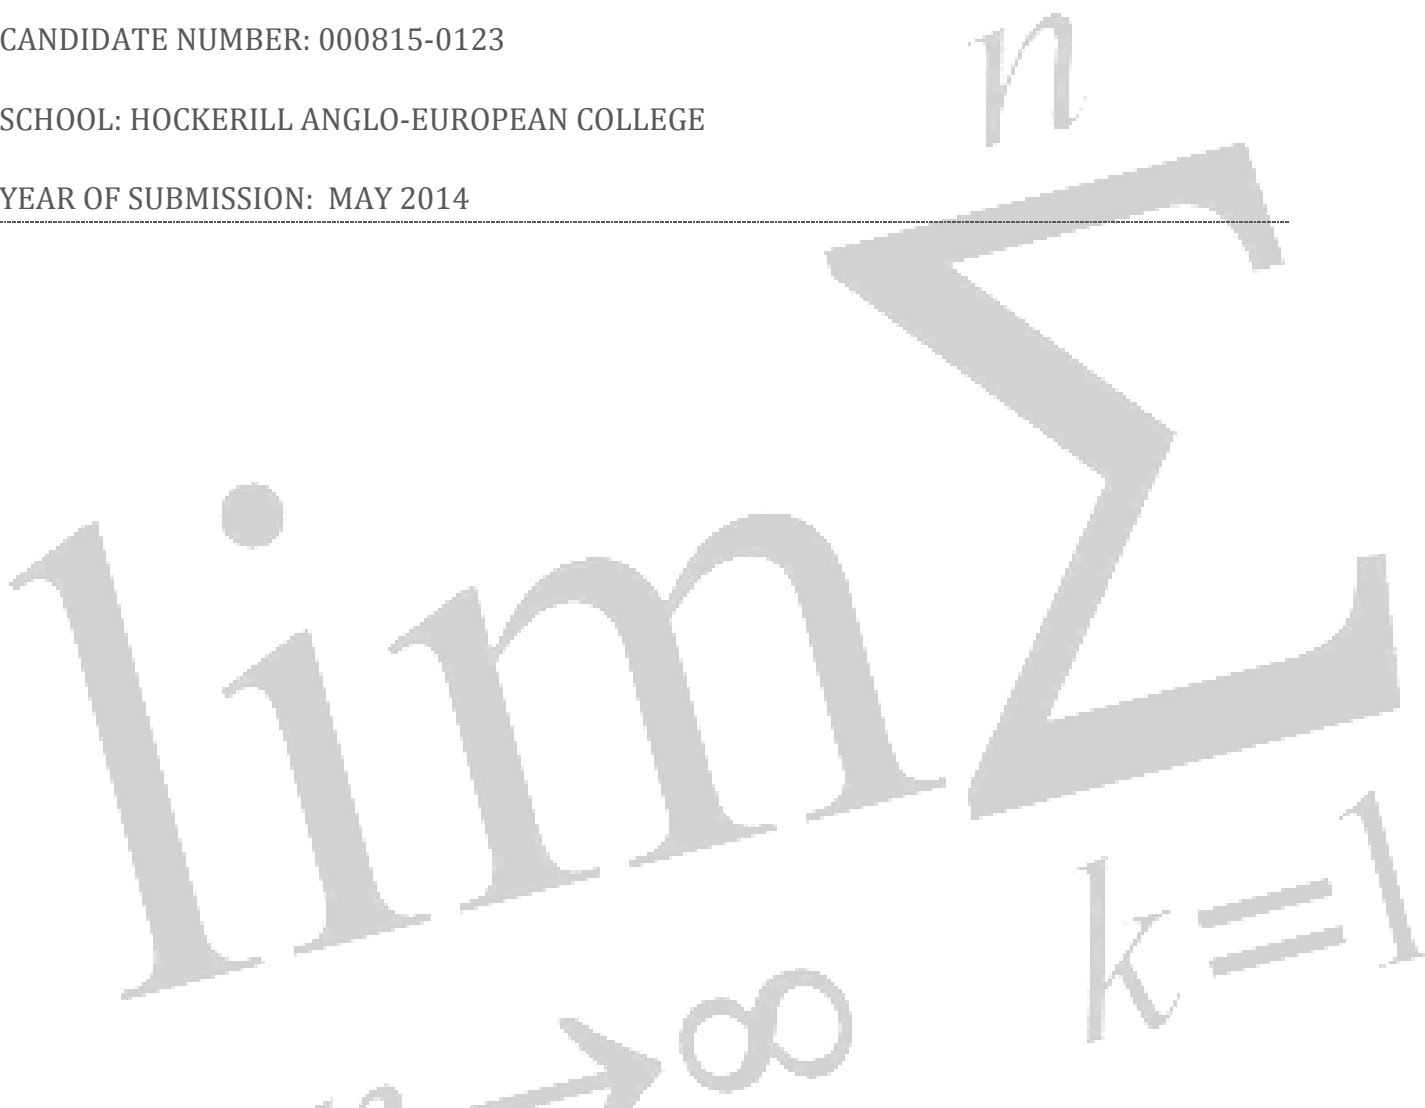 CANDIDATE NUMBER: 000815-0123
SCHOOL: HOCKERILL ANGLO-EUROPEAN COLLEGE
YEAR OF SUBMISSION: MAY 2014
n
lim Σ
k=1
n→∞